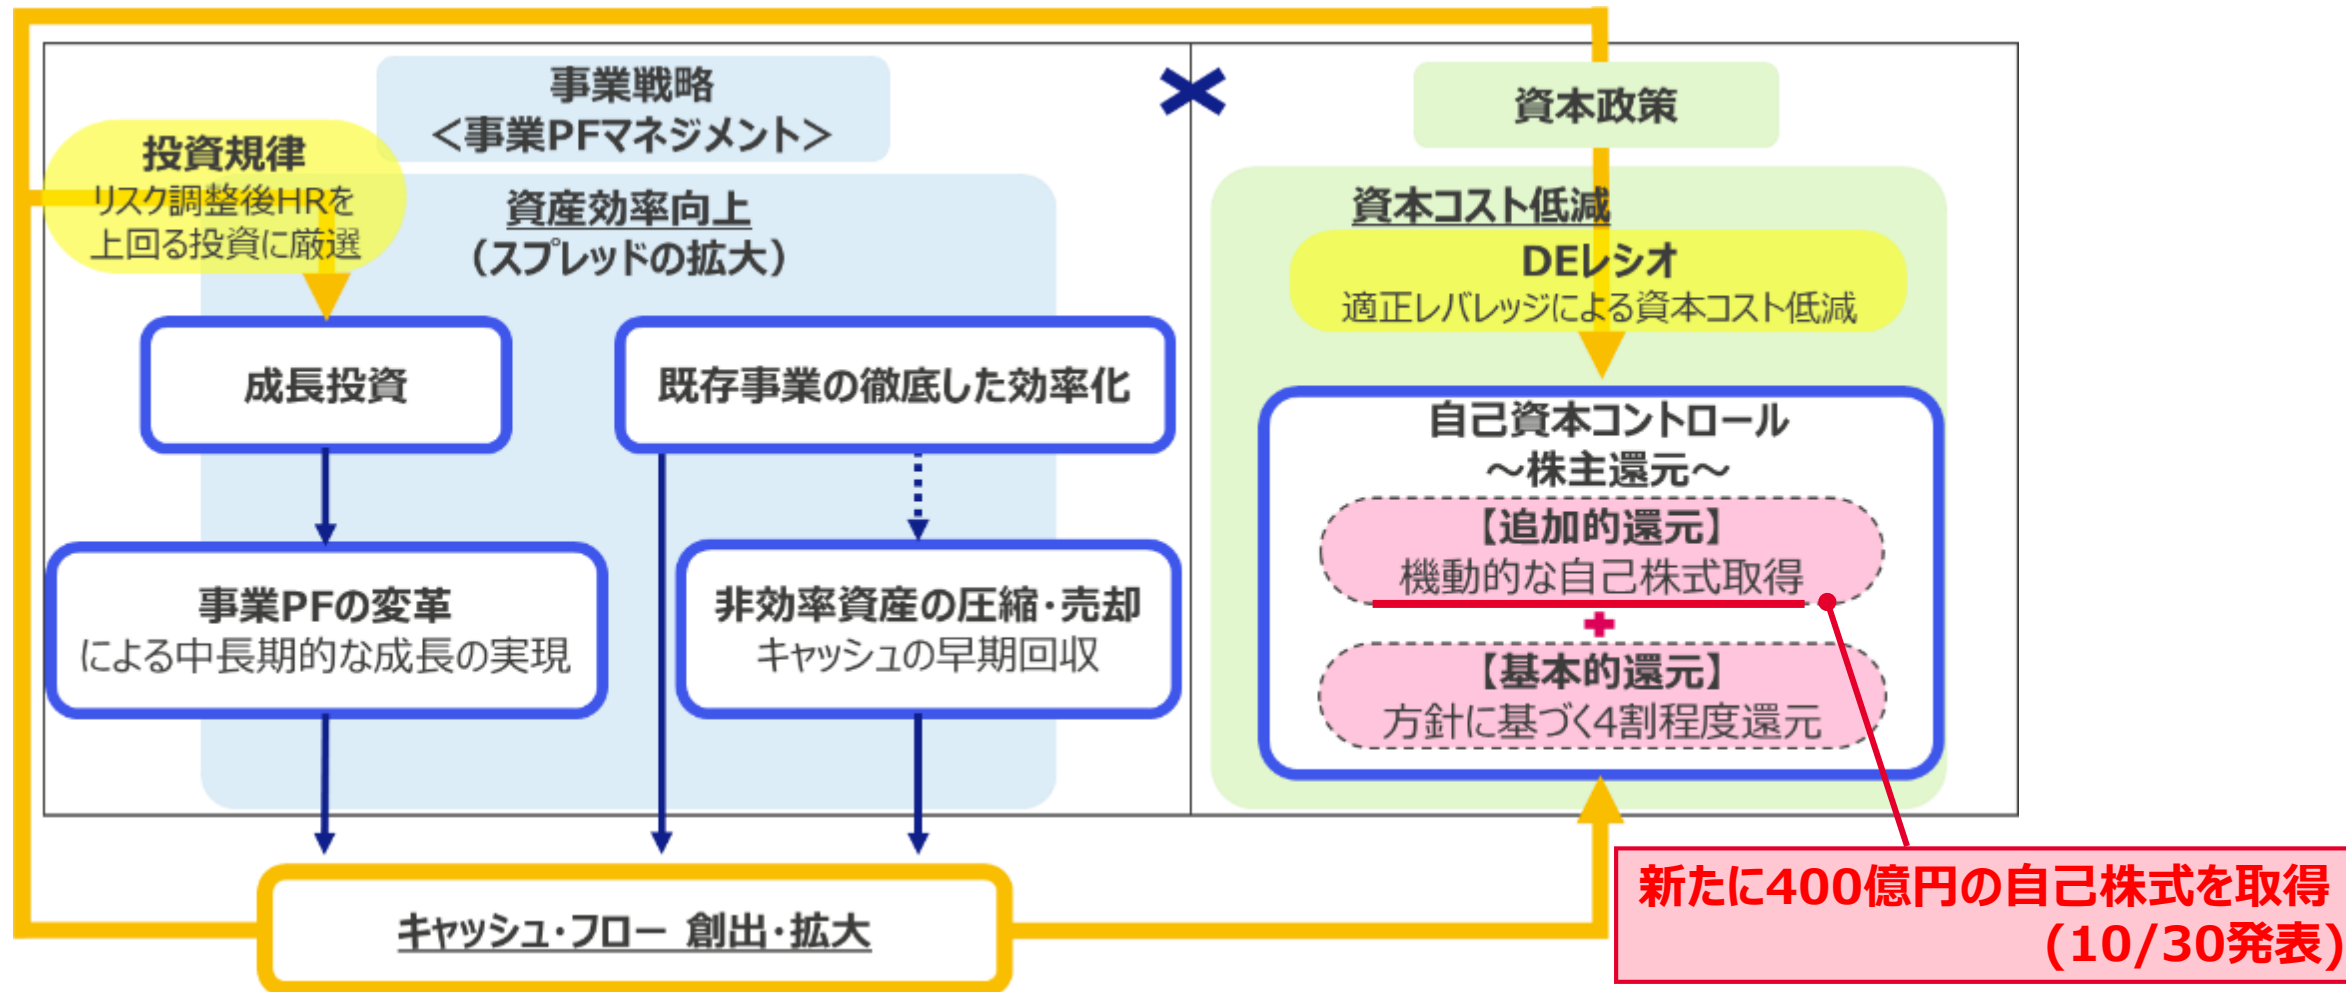 事業戦略
＜事業PFマネジメント＞
投資規律
リスク調整後HRを
上回る投資に厳選
資産効率向上
（スプレッドの拡大）
成長投資
既存事業の徹底した効率化
事業PFの変革
による中長期的な成長の実現
非効率資産の圧縮・売却
キャッシュの早期回収
キャッシュ・フロー 創出・拡大
資本政策
資本コスト低減
DEレシオ
適正レバレッジによる資本コスト低減
自己資本コントロール
～株主還元～
【追加的還元】
機動的な自己株式取得
【基本的還元】
方針に基づく4割程度還元
新たに400億円の自己株式を取得
(10/30発表)